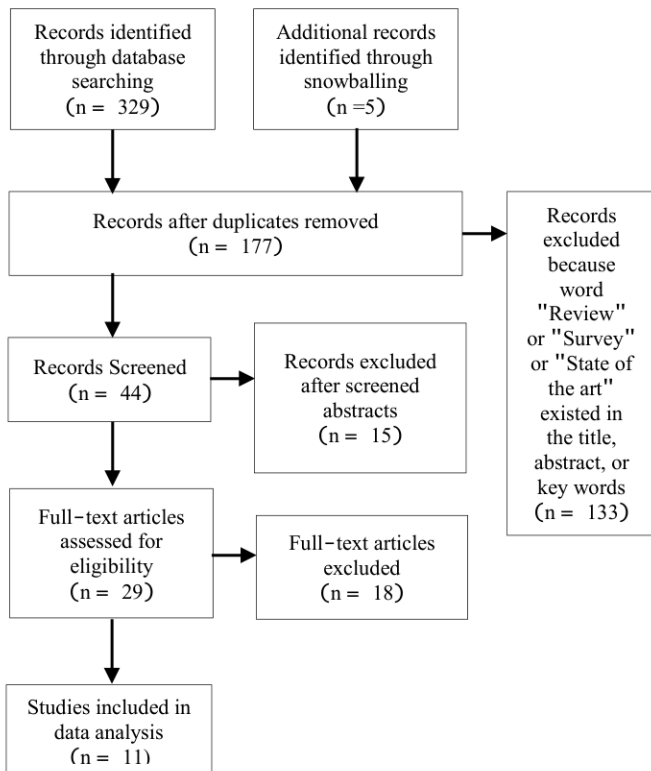 Records identified
through database
searching
(n = 329)
Additional records
identified through
snowballing
(n =5)
Records after duplicates removed
(n = 177)
Records
excluded
because
word
"Review"
or "Survey"
or "State of
the art"
existed in
the title,
abstract, or
key words
(n = 133)
Records Screened
(n = 44)
Records excluded
after screened
abstracts
(n = 15)
Full-text articles
assessed for
eligibility
(n = 29)
Full-text articles
excluded
(n = 18)
Studies included in
data analysis
(n = 11)